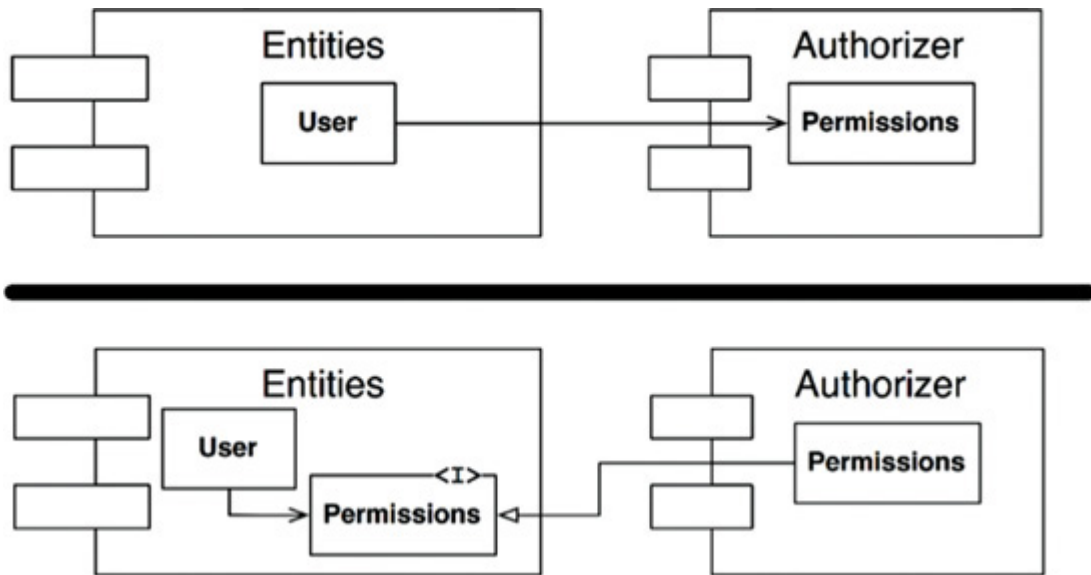 Entities
User
Authorizer
Permissions
Entities
User
<I>
Permissions
Authorizer
Permissions